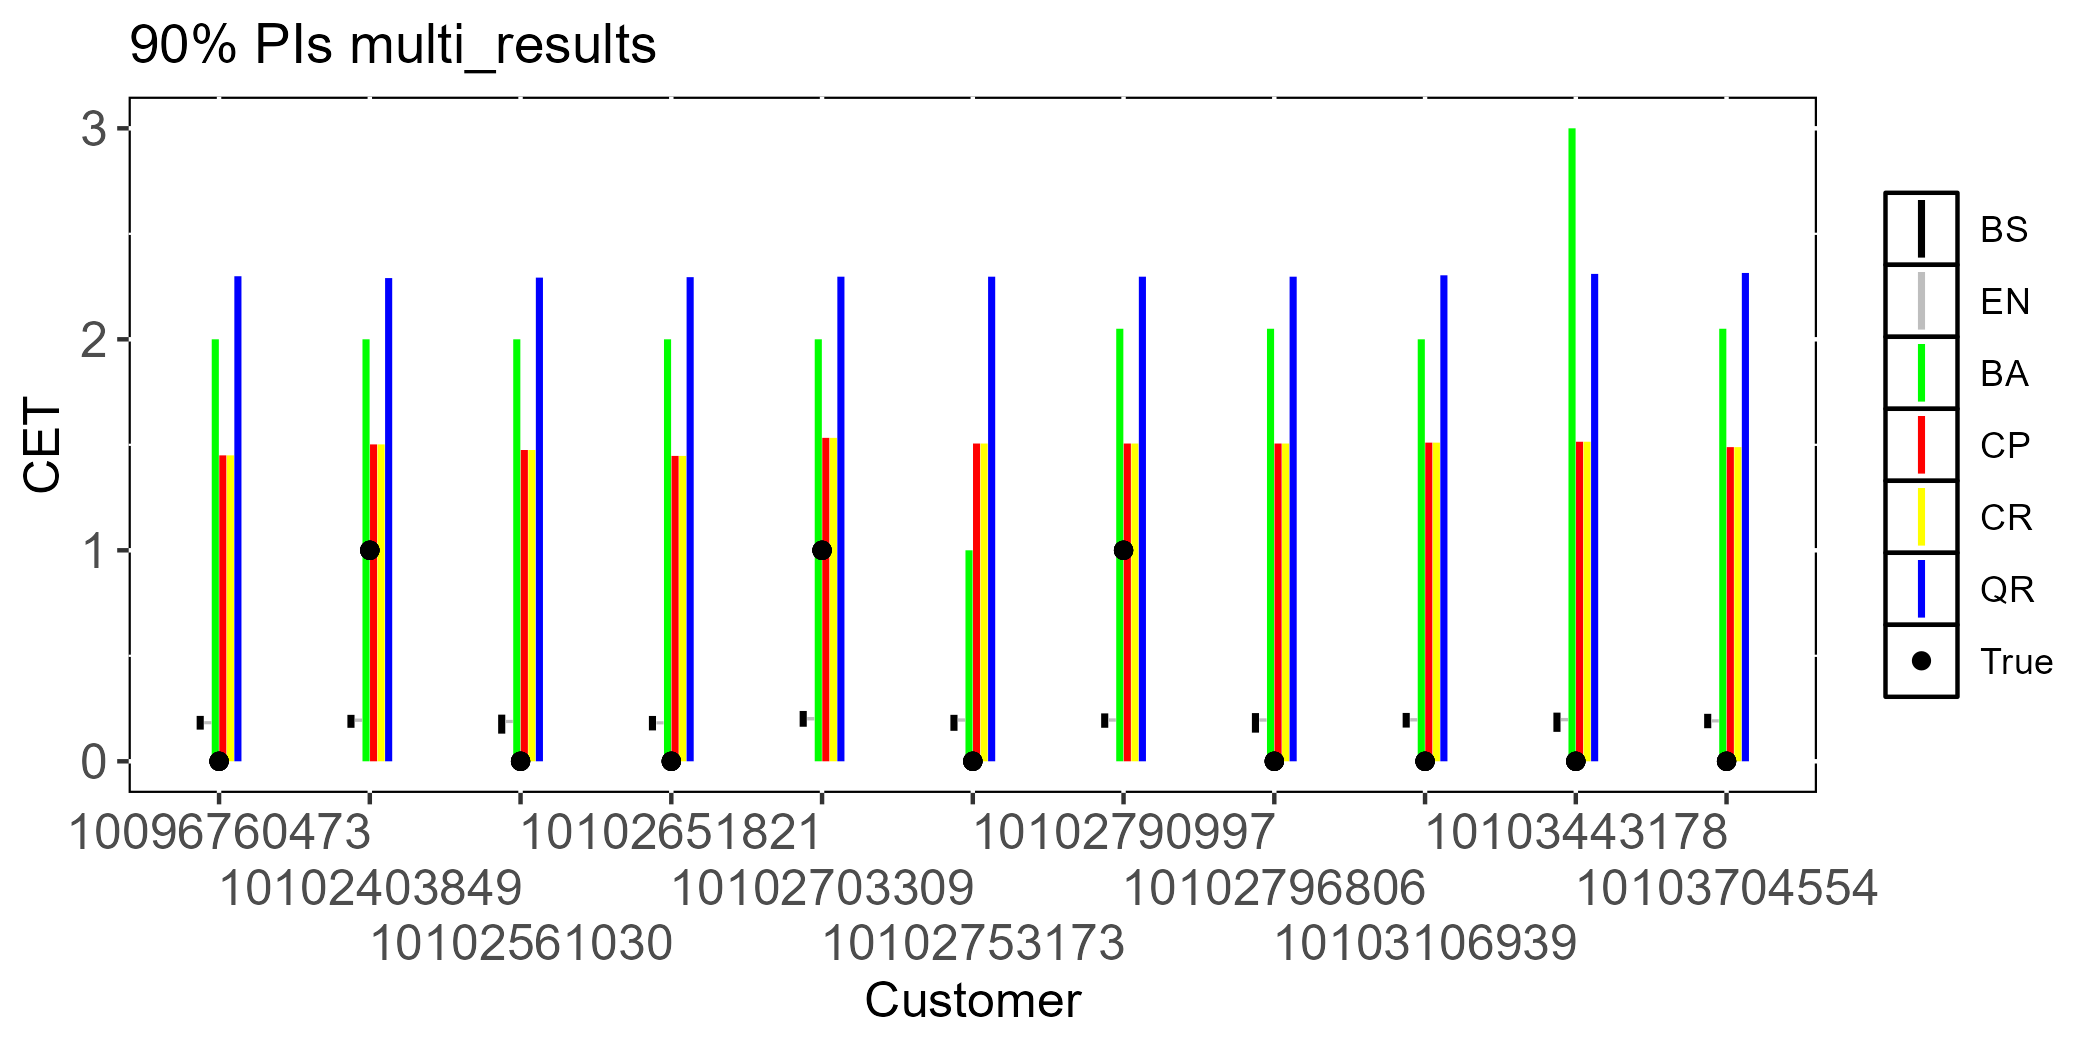 90% PIs multi_results
3
2
1
0
CET
10096760473
10102651821
10102790997
10103443178
10102403849
10102703309
10102796806
10103704554
10102561030
10102753173
10103106939
Customer
BS
EN
BA
CP
CR
QR
True